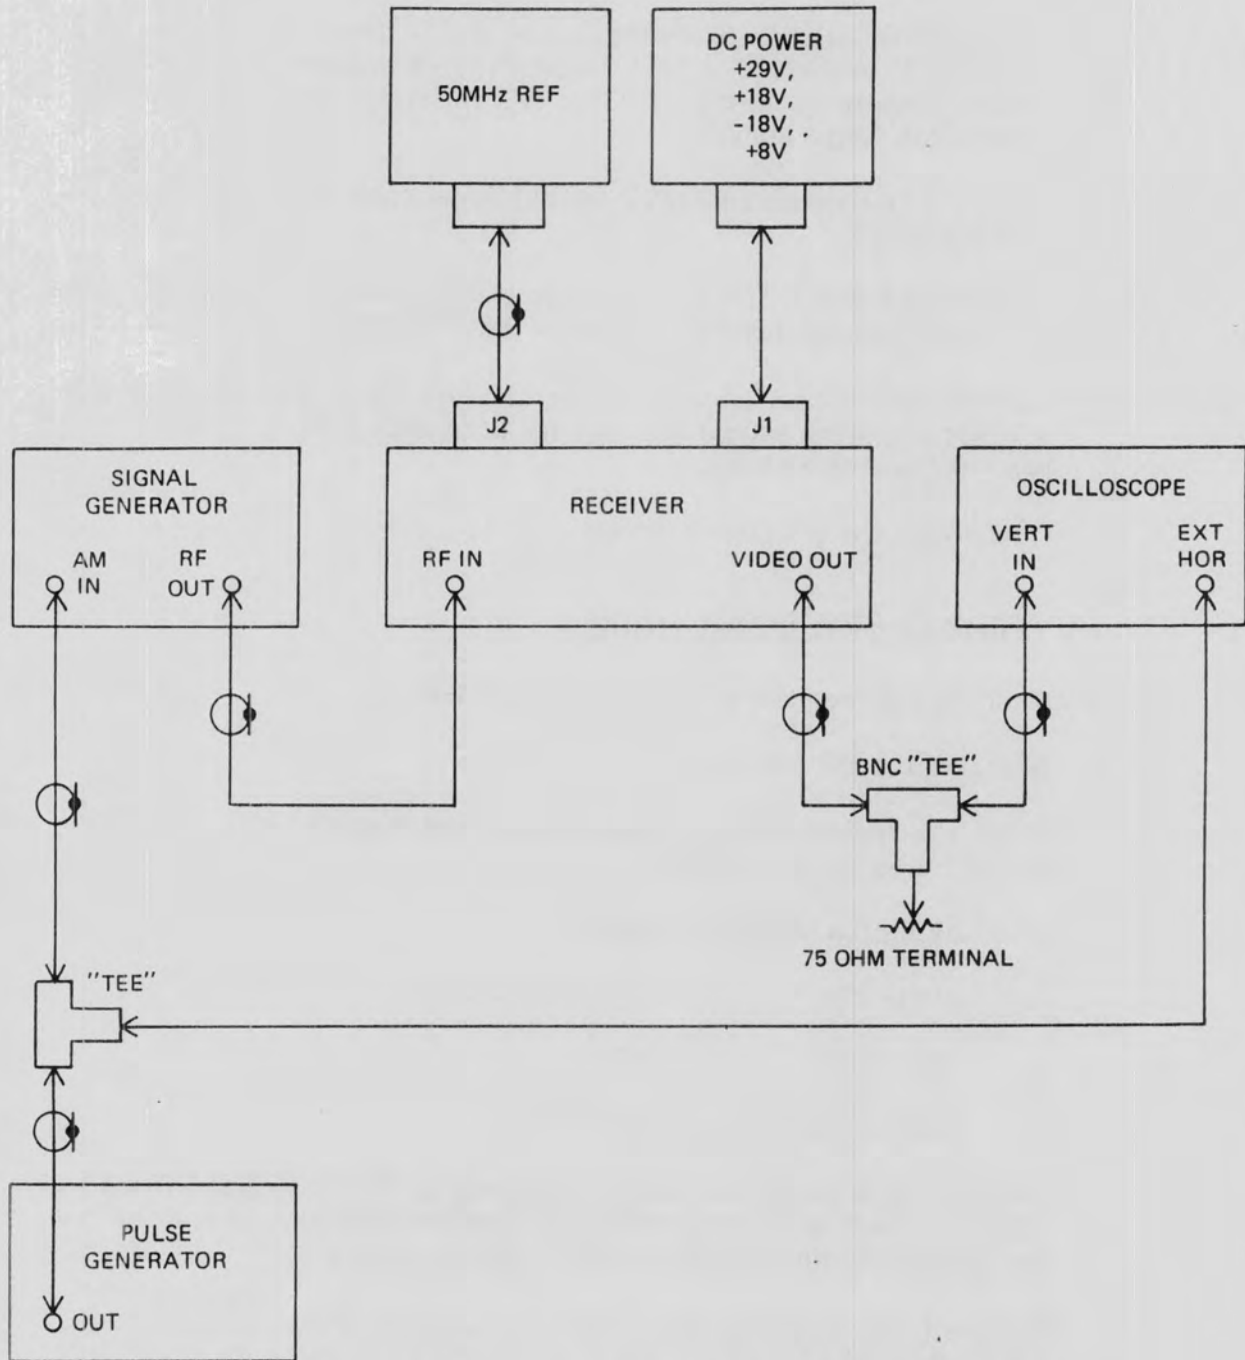 50MHz REF
DC POWER
+29V,
+18V,
-18V,
+8V
J2
J1
SIGNAL
GENERATOR
AM
IN
RF
OUT
RECEIVER
RF IN
VIDEO OUT
OSCILLOSCOPE
VERT
IN
EXT
HOR
BNC "TEE"
75 OHM TERMINAL
"TEE"
PULSE
GENERATOR
OUT